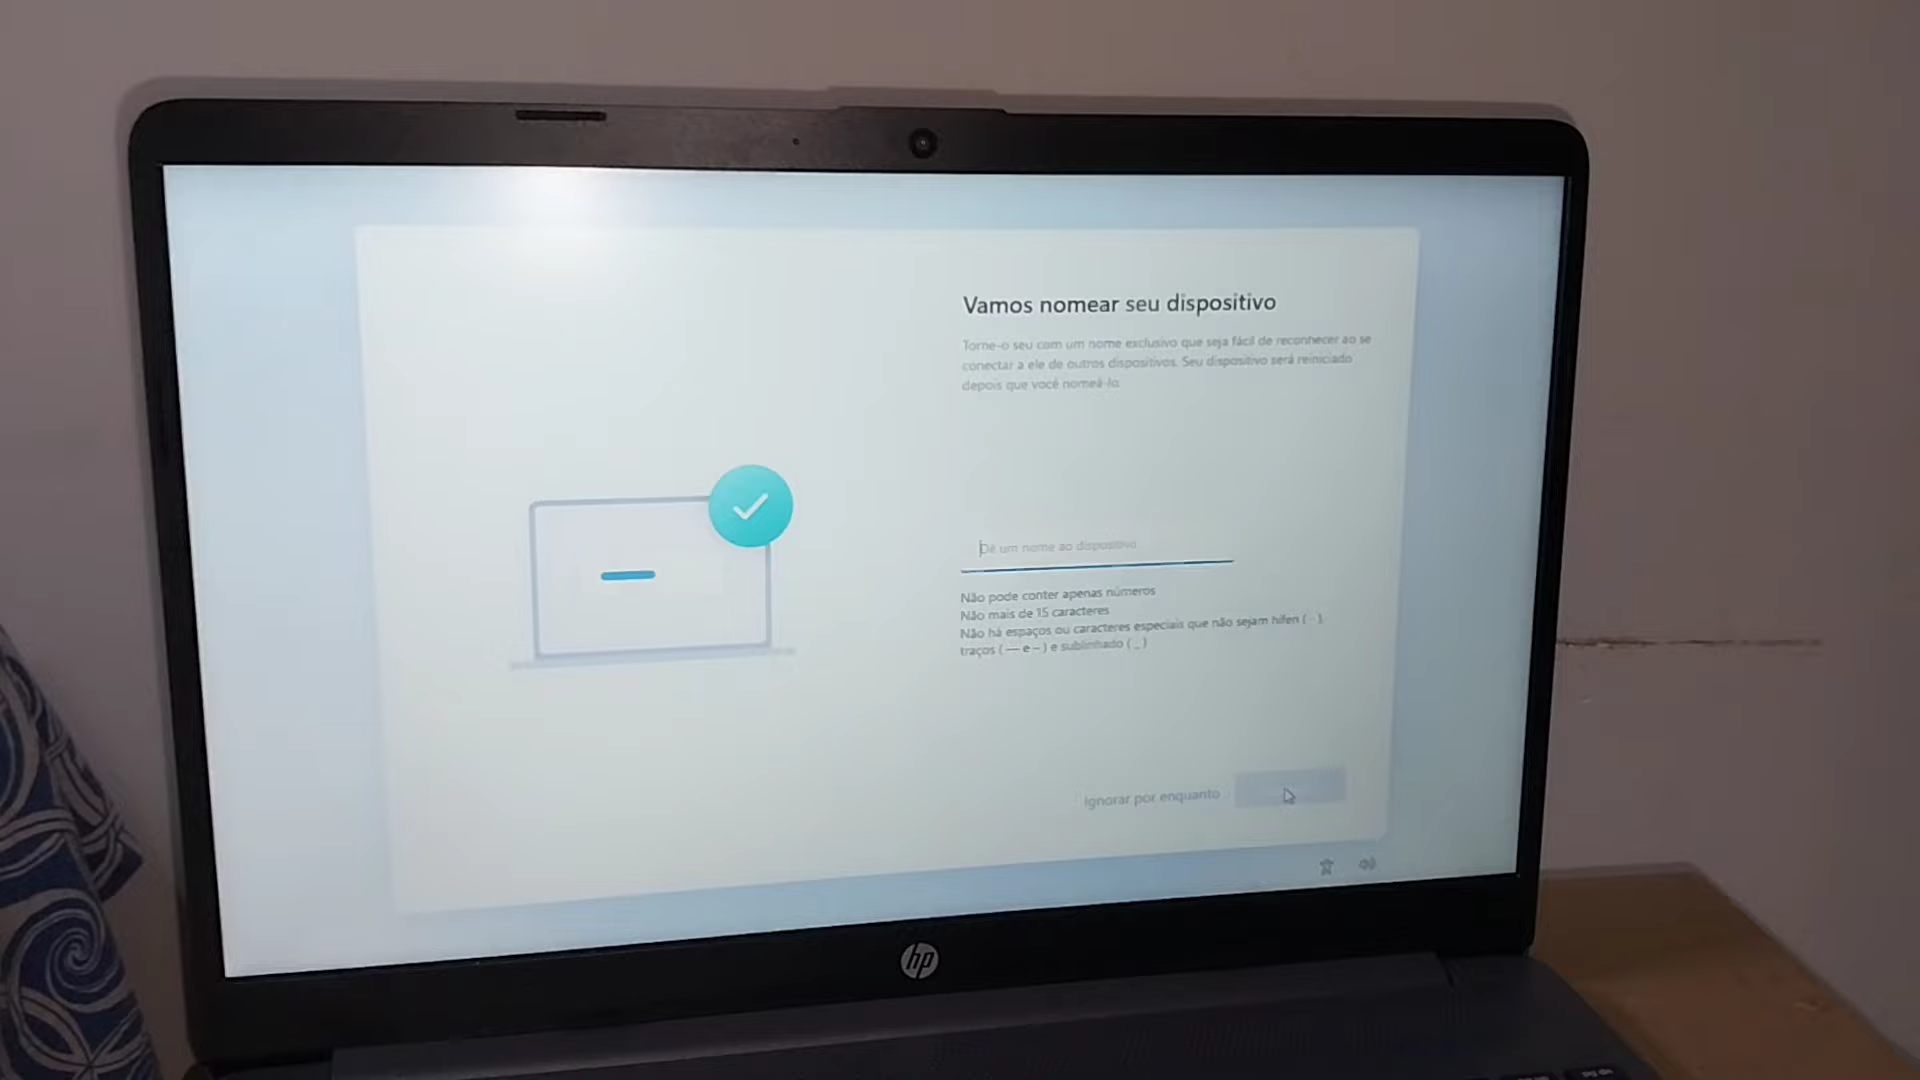 Vamos nomear seu dispositivo
Torne-o seu com um nome exclusivo que seja fácil de reconhecer ao se
conectar a ele de outros dispositivos. Seu dispositivo será reiniciado
depois que você nomeá-lo.
Dê um nome ao dispositivo
Não pode conter apenas números
Não mais de 15 caracteres
Não há espaços ou caracteres especiais que não sejam hífen ( - ),
traços ( — e – ) e sublinhado ( _ )
Ignorar por enquanto
hp